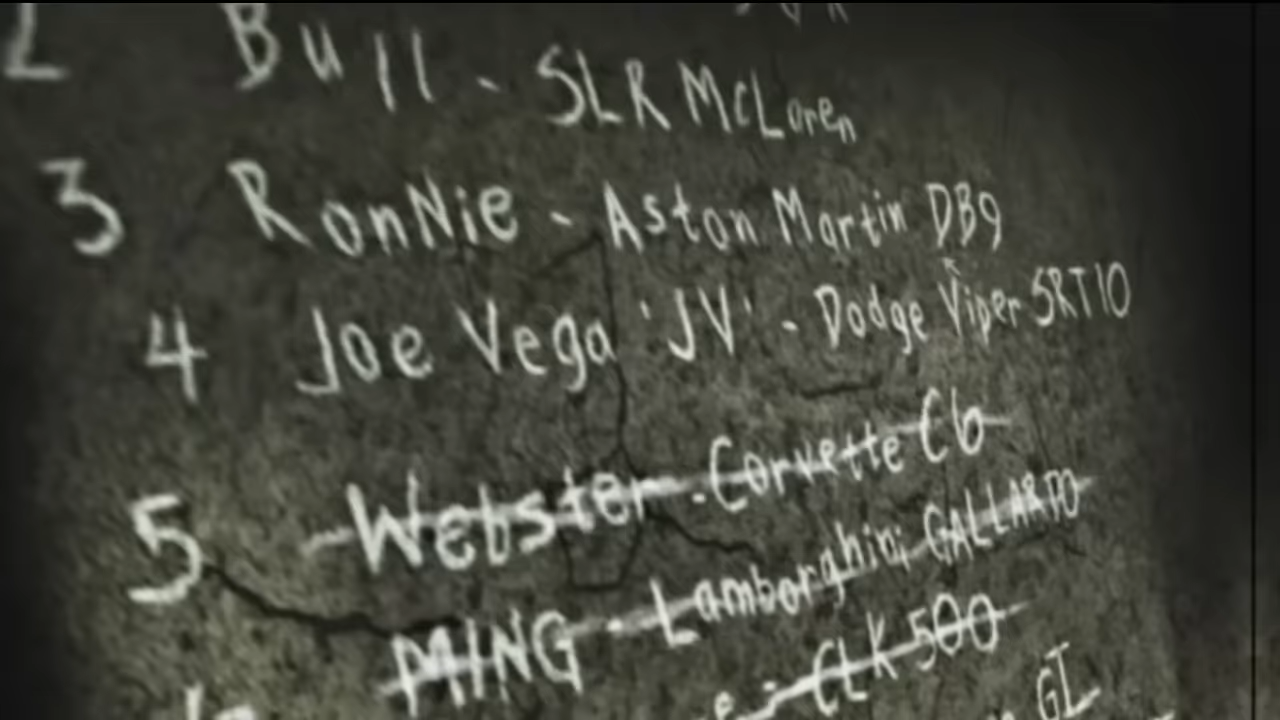 2 Bull - SLR McLaren
3 RonNie - Aston Martin DB9
4 Joe Vega 'JV' - Dodge Viper SRT10
5 Webster - Corvette C6
MING - Lamborghini GALLARDO
CLK 500
GT